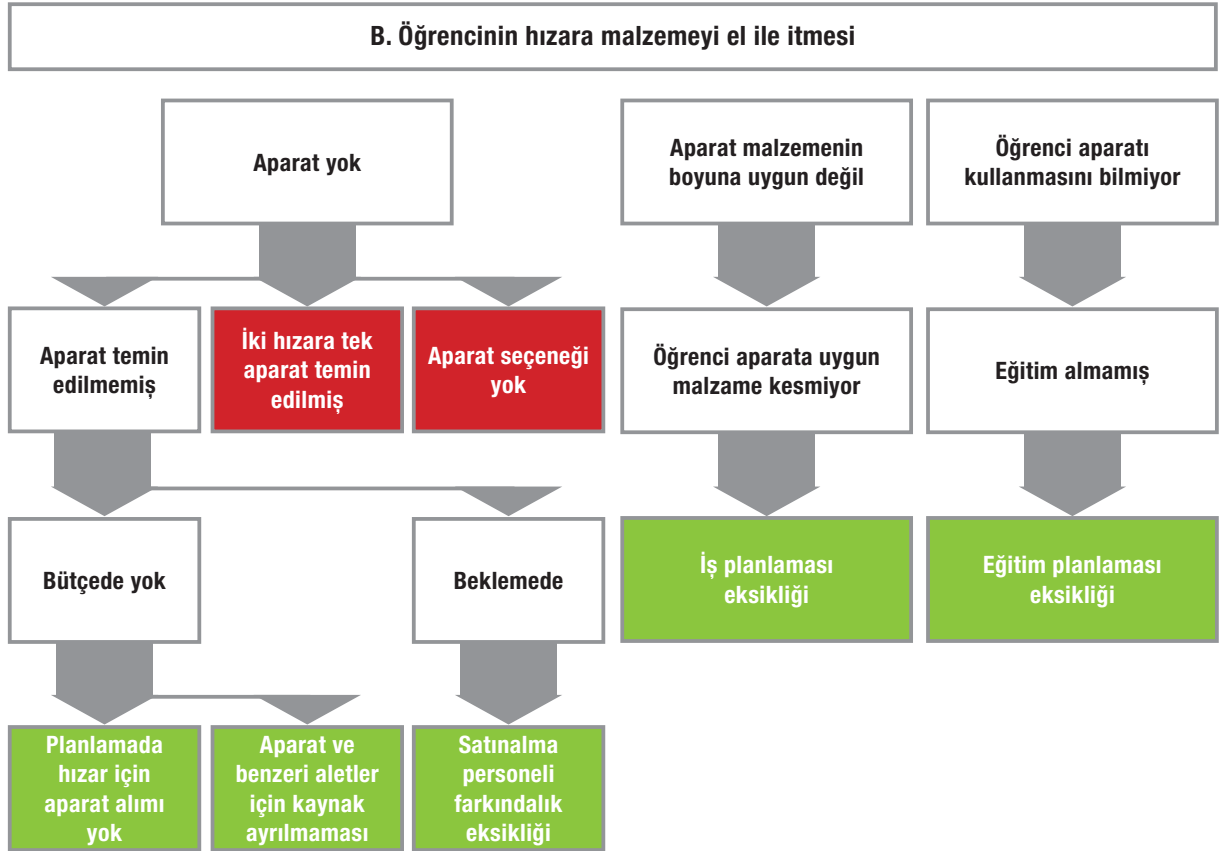 B. Öğrencinin hızara malzemeyi el ile itmesi
Aparat yok
Aparat malzemenin
boyuna uygun değil
Öğrenci aparatı
kullanmasını bilmiyor
Aparat temin
edilmemiş
İki hızara tek
aparat temin
edilmiş
Aparat seçeneği
yok
Öğrenci aparata uygun
malzame kesmiyor
Eğitim almamış
Bütçede yok
Beklemede
İş planlaması
eksikliği
Eğitim planlaması
eksikliği
Planlamada
hızar için
aparat alımı
yok
Aparat ve
benzeri aletler
için kaynak
ayrılmaması
Satınalma
personeli
farkındalık
eksikliği